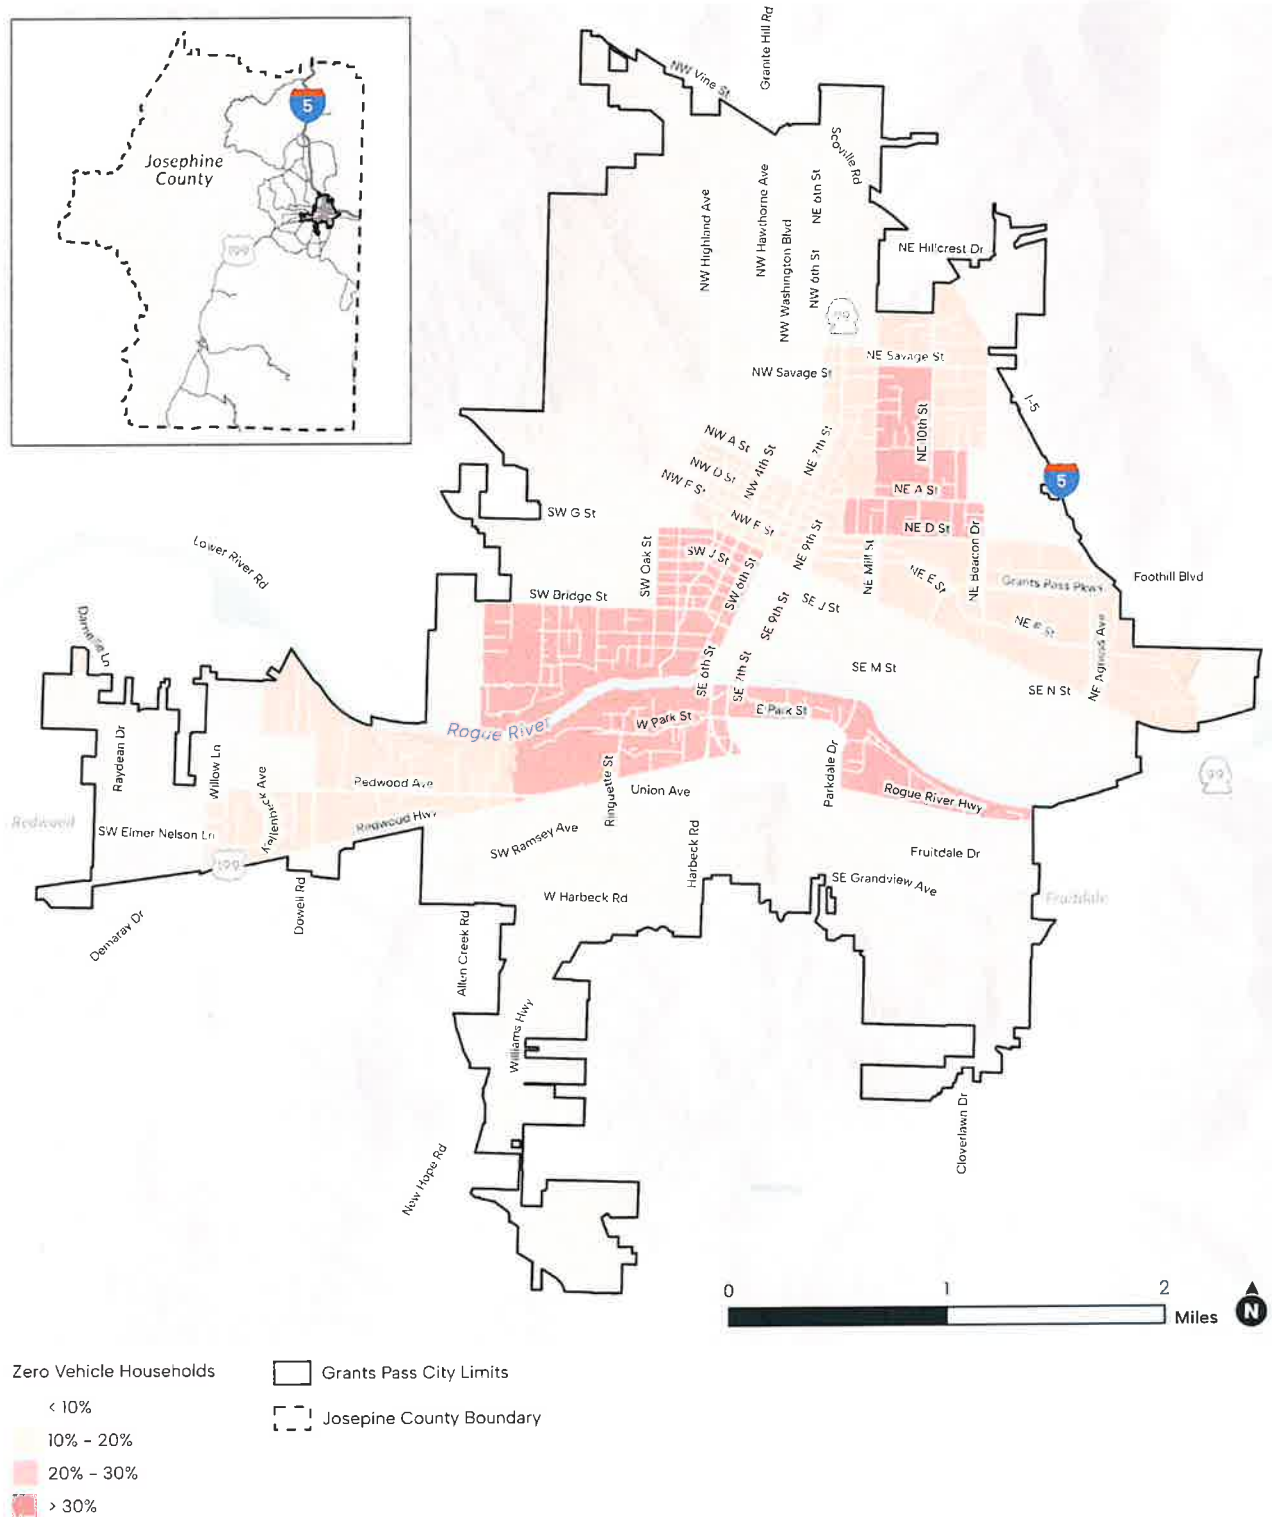 5
Josephine
County
199
Granite Hill Rd
NW Vine St
Scoville Rd
NW Highland Ave
NW Hawthorne Ave
NW Washington Blvd
NE 6th St
NW 6th St
NE Hillcrest Dr
99
NE Savage St
NW Savage St
I-5
NE 10th St
NW A St
NW D St
NW F St
NW 4th St
NE 7th St
5
NE A St
SW G St
NW F St
NE 9th St
NE D St
NE Beacon Dr
Lower River Rd
SW Oak St
SW J St
SW 6th St
NE Mill St
NE E St
Grants Pass Pkwy
Foothill Blvd
SW Bridge St
SE 9th St
SE J St
NE F St
NE Agness Ave
Darneille Ln
SE 6th St
SE 7th St
SE M St
SE N St
Rogue River
W Park St
E Park St
Raydean Dr
Willow Ln
Redwood Ave
Ringuette St
Union Ave
Parkdale Dr
Rogue River Hwy
99
Redwood
SW Elmer Nelson Ln
Redwood Hwy
SW Ramsey Ave
Harbeck Rd
Fruitdale Dr
199
Dowell Rd
W Harbeck Rd
SE Grandview Ave
Fruitdale
Demaray Dr
Allen Creek Rd
Williams Hwy
New Hope Rd
Cloverlawn Dr
0 1 2
Miles
N
Zero Vehicle Households
< 10%
10% - 20%
20% - 30%
> 30%
Grants Pass City Limits
Josepine County Boundary